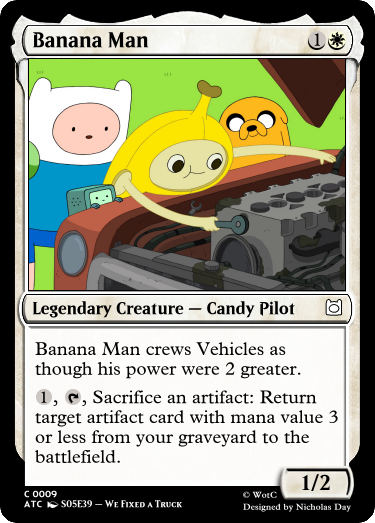 Banana Man 1
Legendary Creature — Candy Pilot
Banana Man crews Vehicles as
though his power were 2 greater.
1, , Sacrifice an artifact: Return
target artifact card with mana value 3
or less from your graveyard to the
battlefield.
1/2
C 0009
ATC S05E39 – We Fixed a Truck
© WotC
Designed by Nicholas Day